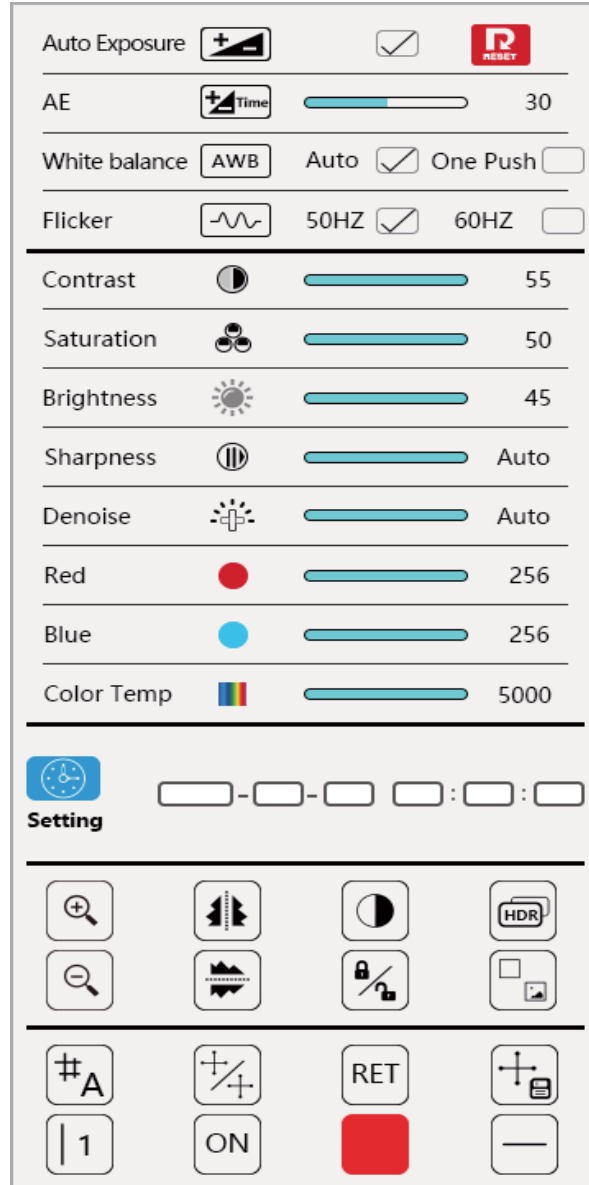 Auto Exposure RESET
AE Time 30
White balance AWB Auto One Push
Flicker 50HZ 60HZ
Contrast 55
Saturation 50
Brightness 45
Sharpness Auto
Denoise Auto
Red 256
Blue 256
Color Temp 5000
- - : :
Setting
HDR
#A RET
1 ON